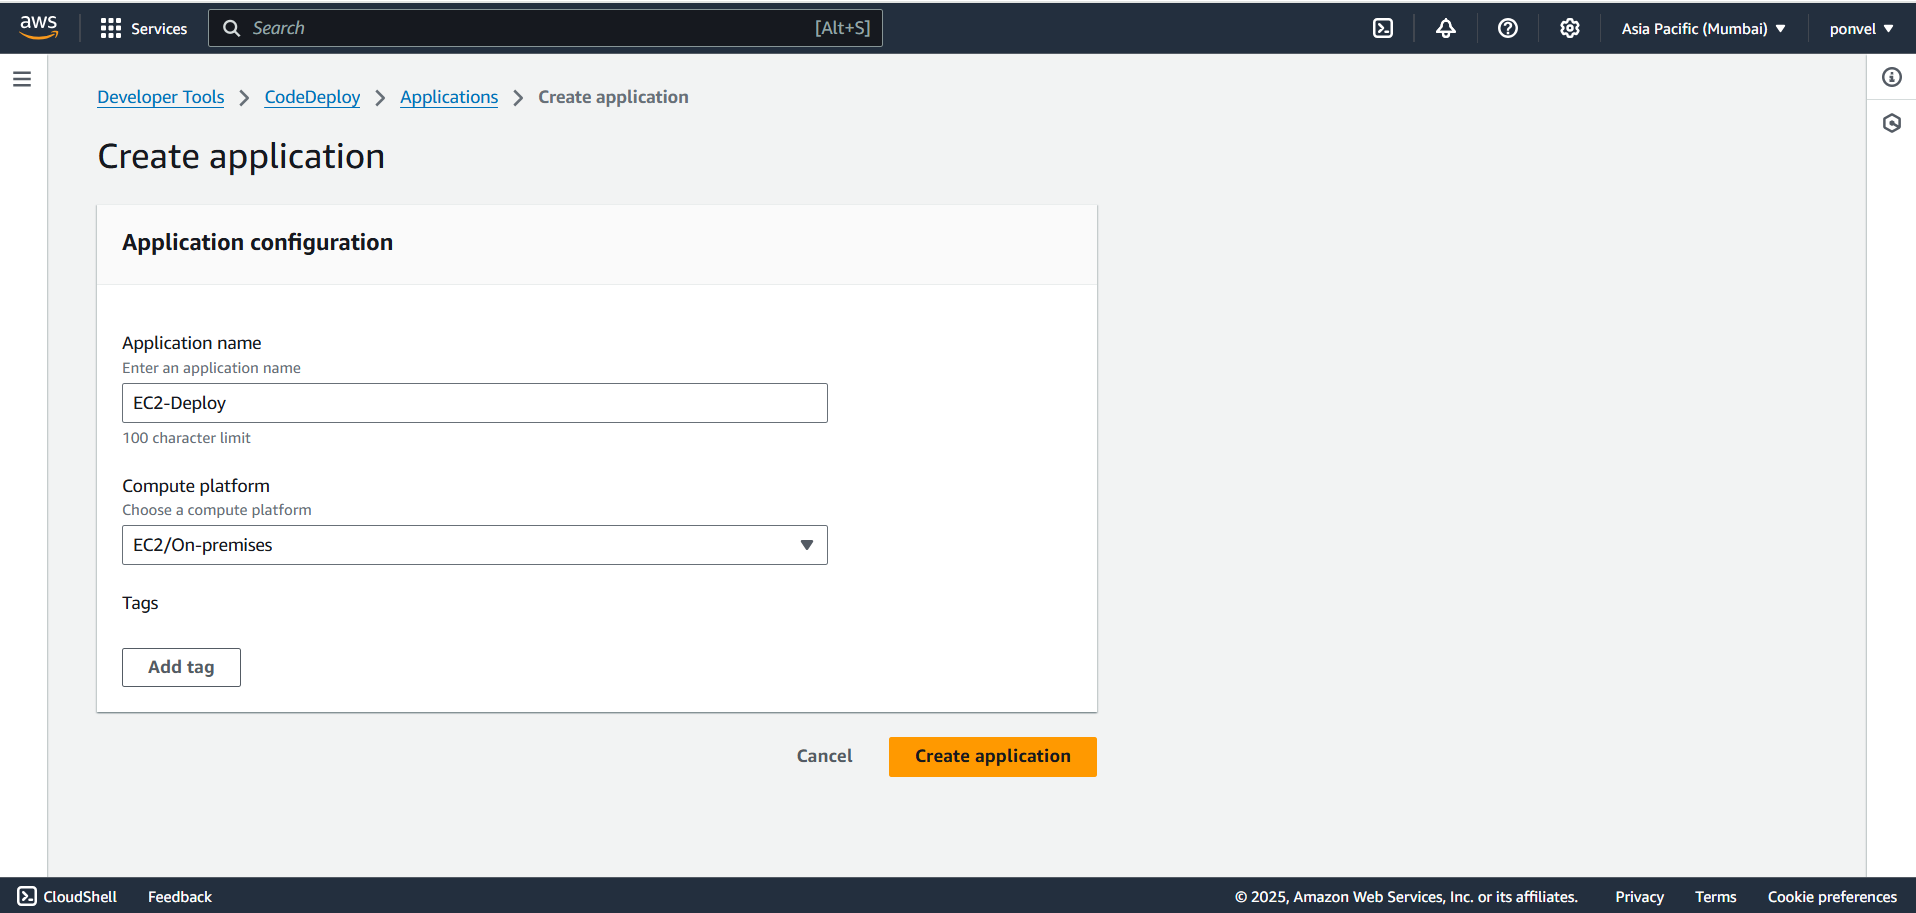 aws Services Search [Alt+S] Asia Pacific (Mumbai) ponvel
Developer Tools CodeDeploy Applications Create application
Create application
Application configuration
Application name
Enter an application name
EC2-Deploy
100 character limit
Compute platform
Choose a compute platform
EC2/On-premises
Tags
Add tag
Cancel Create application
CloudShell Feedback © 2025, Amazon Web Services, Inc. or its affiliates. Privacy Terms Cookie preferences